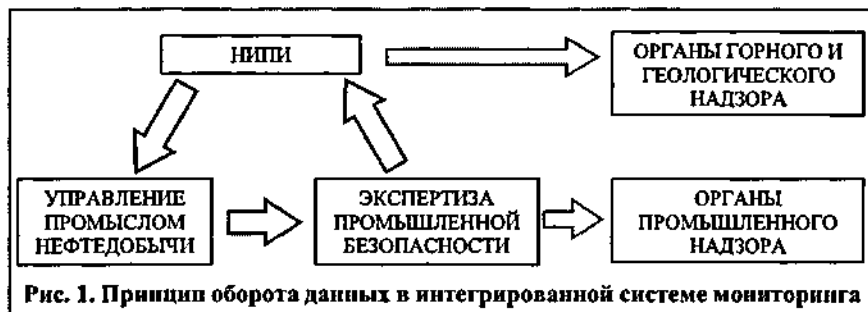 НИПИ
ОРГАНЫ ГОРНОГО И
ГЕОЛОГИЧЕСКОГО
НАДЗОРА
УПРАВЛЕНИЕ
ПРОМЫСЛОМ
НЕФТЕДОБЫЧИ
ЭКСПЕРТИЗА
ПРОМЫШЛЕННОЙ
БЕЗОПАСНОСТИ
ОРГАНЫ
ПРОМЫШЛЕННОГО
НАДЗОРА
Рис. 1. Принцип оборота данных в интегрированной системе мониторинга